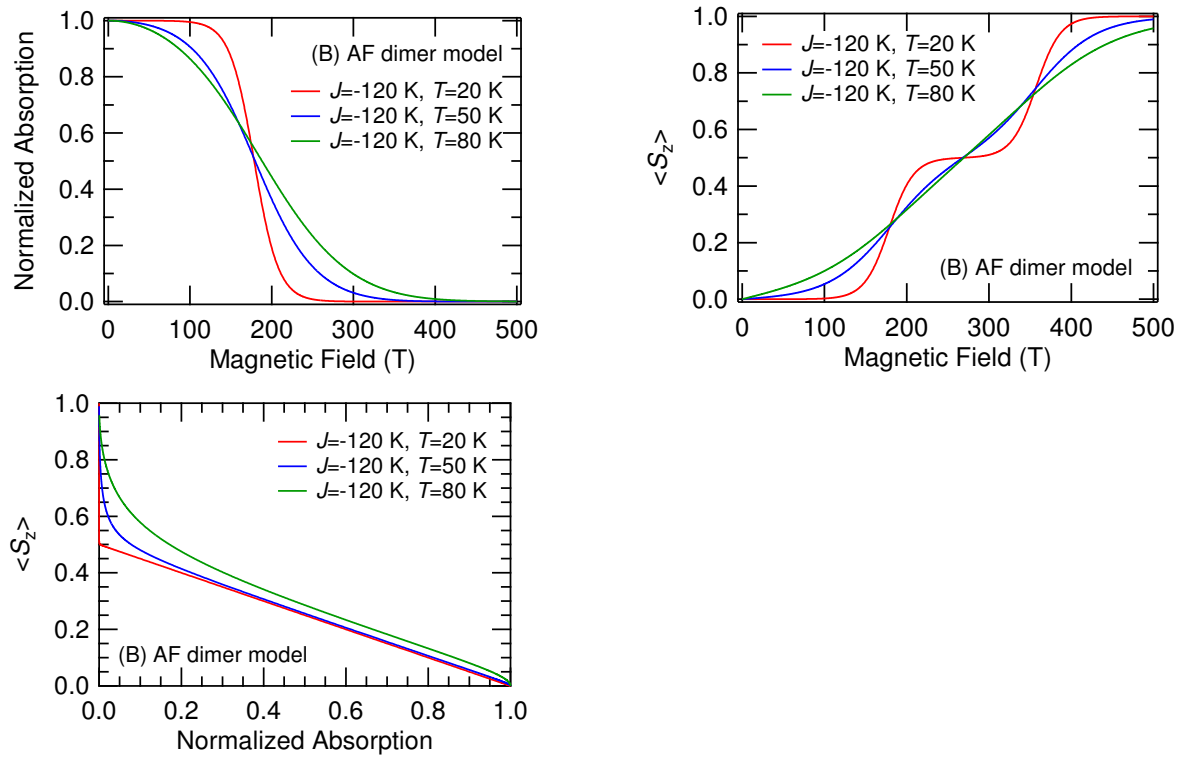 1.0
0.8
0.6
0.4
0.2
0.0
Normalized Absorption
(B) AF dimer model
J=-120 K, T=20 K
J=-120 K, T=50 K
J=-120 K, T=80 K
0 100 200 300 400 500
Magnetic Field (T)
1.0
0.8
0.6
0.4
0.2
0.0
<Sz>
J=-120 K, T=20 K
J=-120 K, T=50 K
J=-120 K, T=80 K
(B) AF dimer model
0 100 200 300 400 500
Magnetic Field (T)
1.0
0.8
0.6
0.4
0.2
0.0
<Sz>
J=-120 K, T=20 K
J=-120 K, T=50 K
J=-120 K, T=80 K
(B) AF dimer model
0.0 0.2 0.4 0.6 0.8 1.0
Normalized Absorption